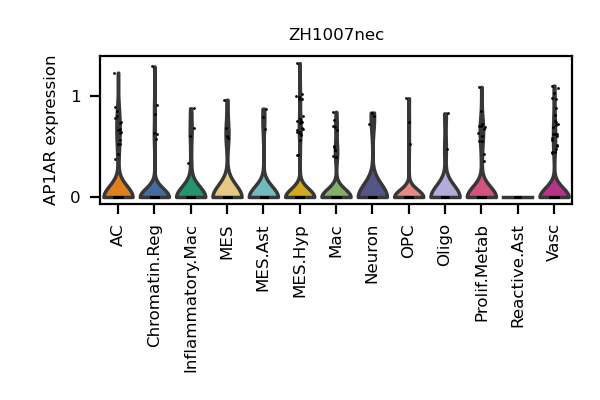 ZH1007nec
AP1AR expression
1
0
AC
Chromatin.Reg
Inflammatory.Mac
MES
MES.Ast
MES.Hyp
Mac
Neuron
OPC
Oligo
Prolif.Metab
Reactive.Ast
Vasc